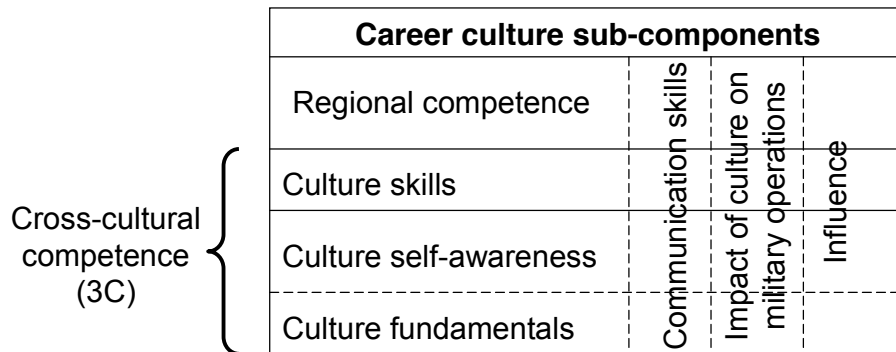 Career culture sub-components
Regional competence
Culture skills
Culture self-awareness
Culture fundamentals
Cross-cultural
competence
(3C)
Communication skills
Impact of culture on
military operations
Influence